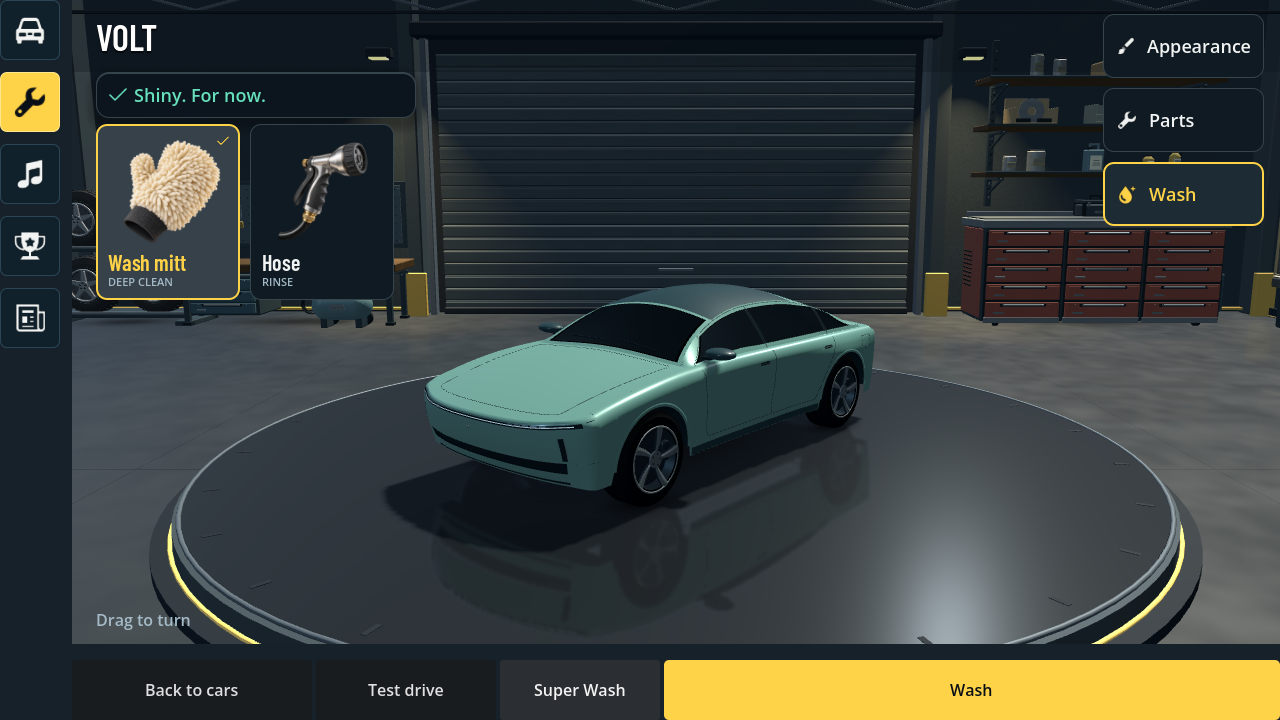 VOLT
Shiny. For now.
Wash mitt
DEEP CLEAN
Hose
RINSE
Appearance
Parts
Wash
Drag to turn
Back to cars
Test drive
Super Wash
Wash